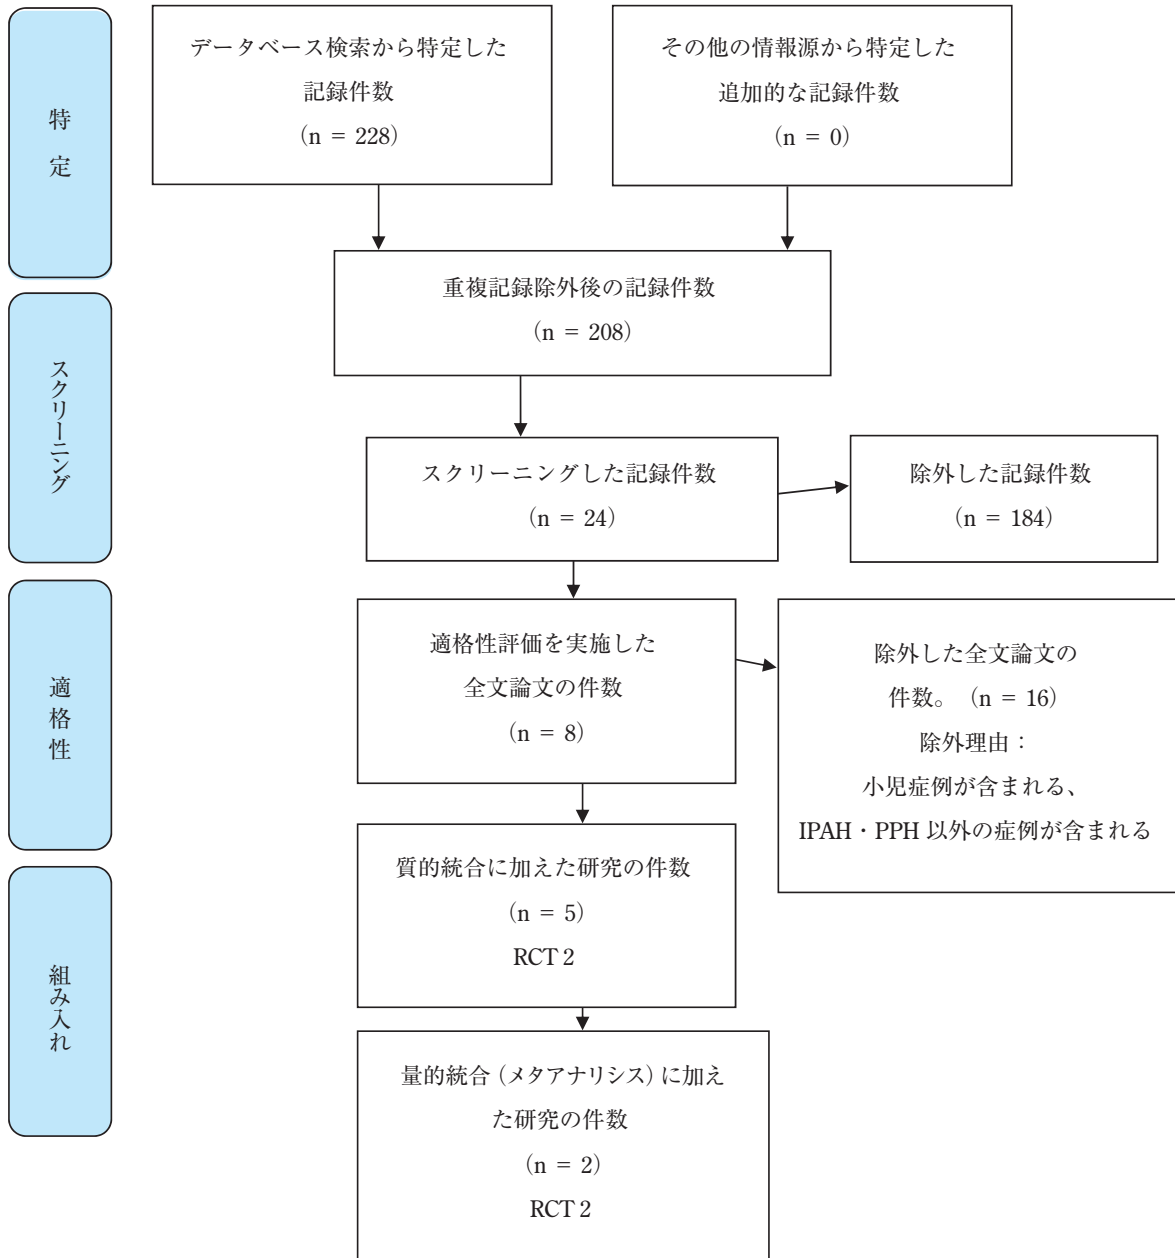 特定
データベース検索から特定した
記録件数
（n = 228）
その他の情報源から特定した
追加的な記録件数
（n = 0）
重複記録除外後の記録件数
（n = 208）
スクリーニング
スクリーニングした記録件数
（n = 24）
除外した記録件数
（n = 184）
適格性
適格性評価を実施した
全文論文の件数
（n = 8）
除外した全文論文の
件数。（n = 16）
除外理由：
小児症例が含まれる、
IPAH・PPH 以外の症例が含まれる
質的統合に加えた研究の件数
（n = 5）
RCT 2
組み入れ
量的統合（メタアナリシス）に加え
た研究の件数
（n = 2）
RCT 2